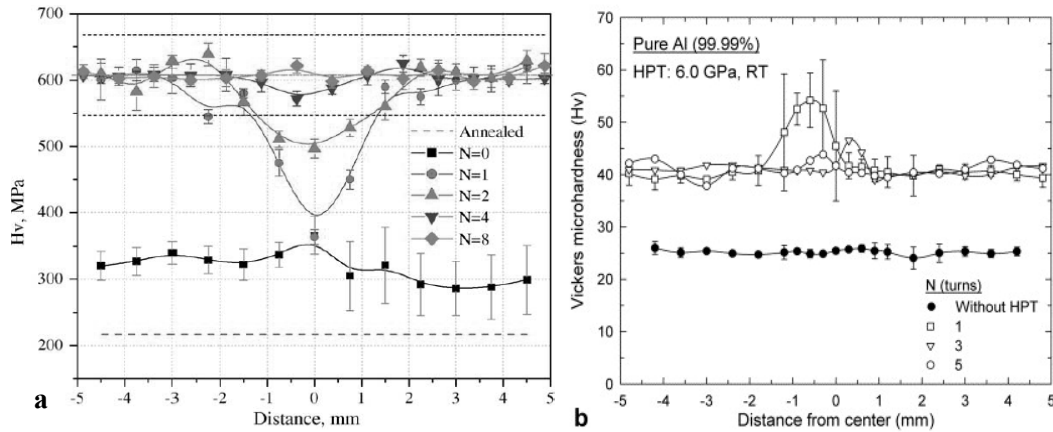 700
600
500
400
300
200
Hv, MPa
Annealed
N=0
N=1
N=2
N=4
N=8
-5 -4 -3 -2 -1 0 1 2 3 4 5
Distance, mm
a
70
60
50
40
30
20
10
0
Vickers microhardness (Hv)
Pure Al (99.99%)
HPT: 6.0 GPa, RT
N (turns)
Without HPT
1
3
5
-5 -4 -3 -2 -1 0 1 2 3 4 5
Distance from center (mm)
b